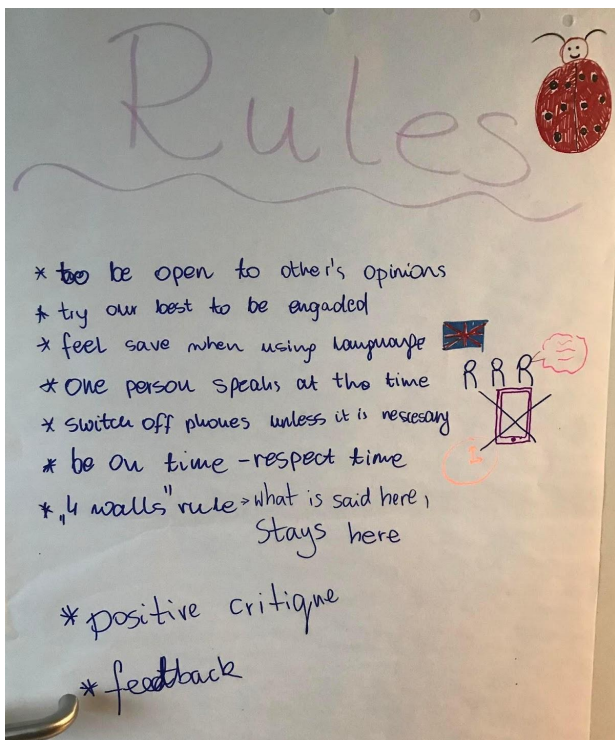 Rules
* be open to other's opinions
* try our best to be engaded
* feel save when using language
* one person speaks at the time
* switch off phones unless it is nescesary
* be on time - respect time
* „4 walls" rule > what is said here,
Stays here
* positive critique
* feedback